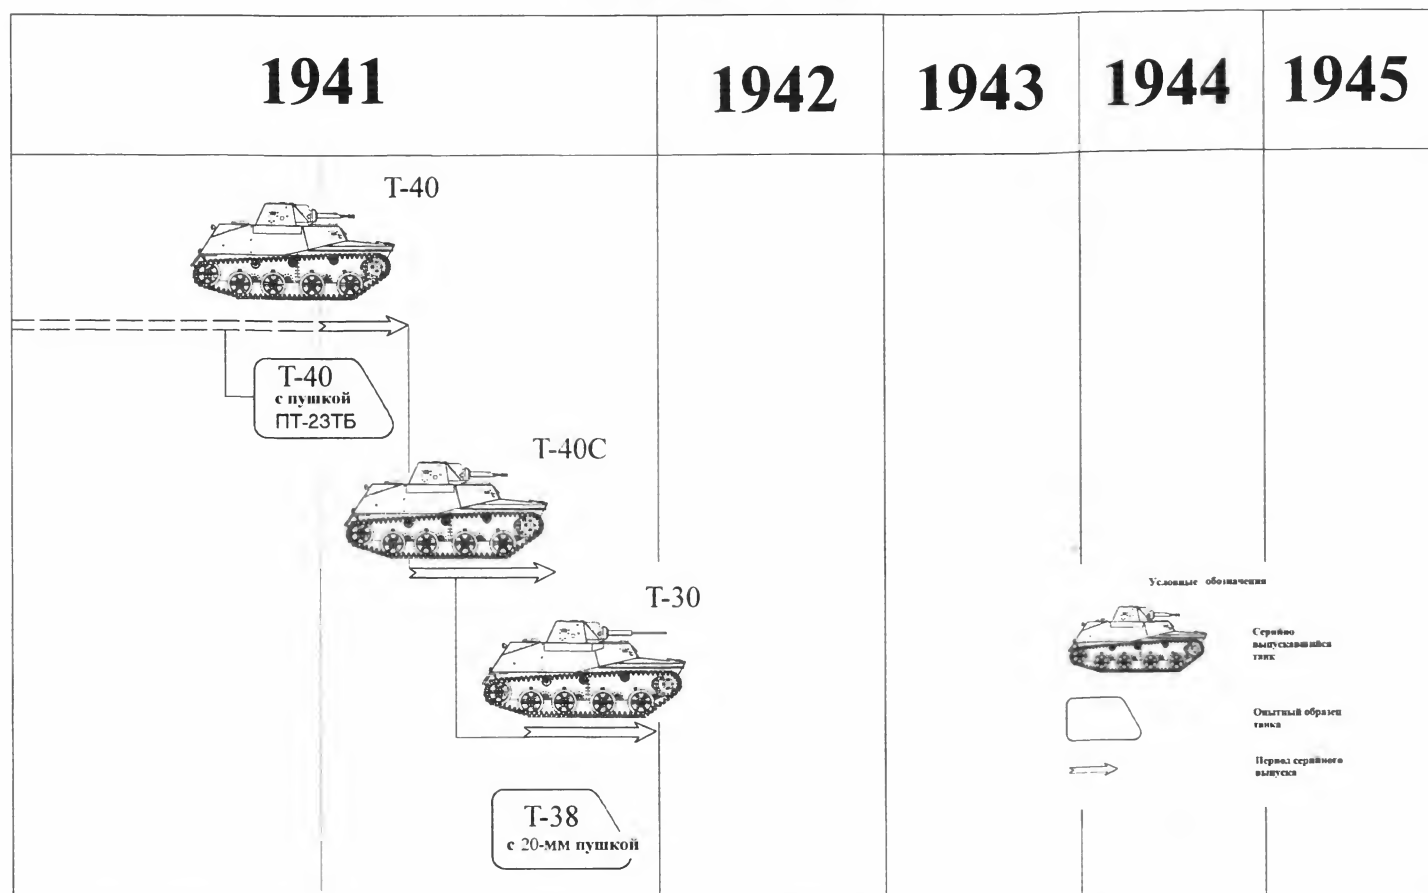 1941
1942
1943
1944
1945
Т-40
Т-40
с пушкой
ПТ-23ТБ
Т-40С
Т-30
Т-38
с 20-мм пушкой
Условные обозначения
Серийно
выпускавшийся
танк
Опытный образец
танка
Период серийного
выпуска